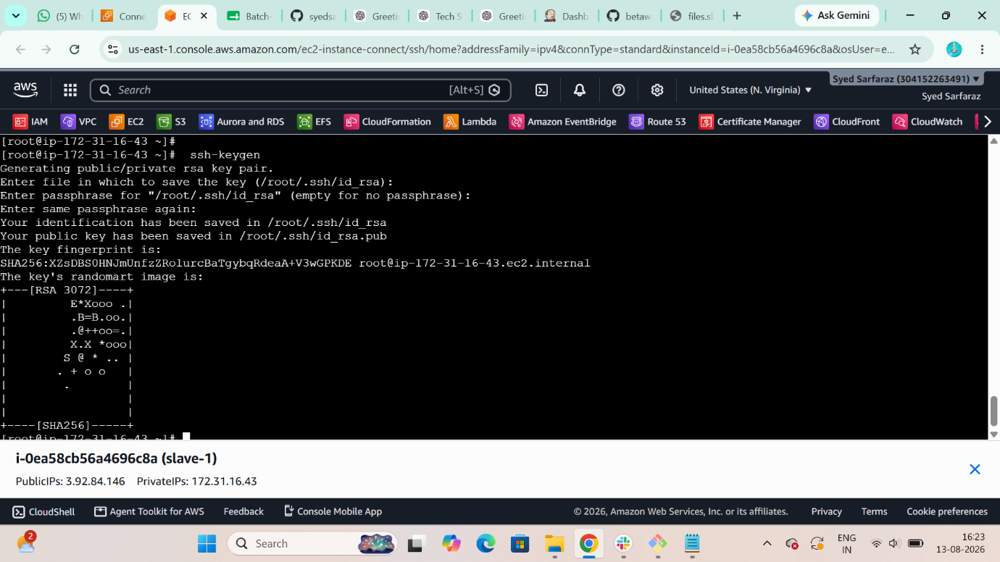 (5) Wh
Conne
EC
Batch-
syedsa
Greetin
Tech S
Greetin
Dashb
betaw
files.sl
Ask Gemini
us-east-1.console.aws.amazon.com/ec2-instance-connect/ssh/home?addressFamily=ipv4&connType=standard&instanceId=i-0ea58cb56a4696c8a&osUser=e...
aws
Search
[Alt+S]
United States (N. Virginia)
Syed Sarfaraz (304152263491)
Syed Sarfaraz
IAM
VPC
EC2
S3
Aurora and RDS
EFS
CloudFormation
Lambda
Amazon EventBridge
Route 53
Certificate Manager
CloudFront
CloudWatch
[root@ip-172-31-16-43 ~]#
[root@ip-172-31-16-43 ~]#  ssh-keygen
Generating public/private rsa key pair.
Enter file in which to save the key (/root/.ssh/id_rsa):
Enter passphrase for "/root/.ssh/id_rsa" (empty for no passphrase):
Enter same passphrase again:
Your identification has been saved in /root/.ssh/id_rsa
Your public key has been saved in /root/.ssh/id_rsa.pub
The key fingerprint is:
SHA256:XZsDBS0HNJmUnfzZRolurcBaTgybqRdeaA+V3wGPKDE root@ip-172-31-16-43.ec2.internal
The key's randomart image is:
+---[RSA 3072]----+
|         E*Xooo .|
|         .B=B.oo.|
|         .@++oo=.|
|         X.X *ooo|
|        S @ * .. |
|       . + o o   |
|        .        |
|                 |
|                 |
+----[SHA256]-----+
[root@ip-172-31-16-43 ~]#
i-0ea58cb56a4696c8a (slave-1)
PublicIPs: 3.92.84.146    PrivateIPs: 172.31.16.43
CloudShell
Agent Toolkit for AWS
Feedback
Console Mobile App
© 2026, Amazon Web Services, Inc. or its affiliates.
Privacy
Terms
Cookie preferences
2
Search
ENG
IN
16:23
13-08-2026